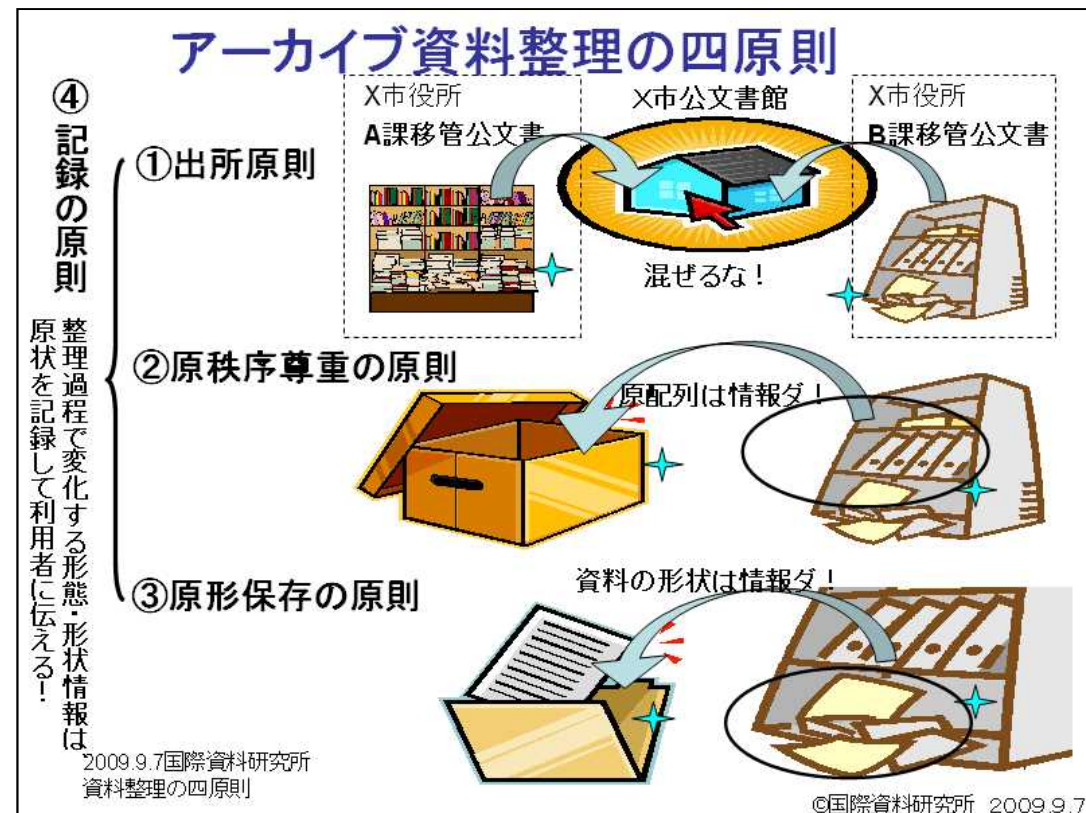 アーカイブ資料整理の四原則
④記録の原則
整理過程で変化する形態・形状情報は、
原状を記録して利用者に伝える！
①出所原則
X市役所
A課移管公文書
X市公文書館
混ぜるな！
X市役所
B課移管公文書
②原秩序尊重の原則
原配列は情報ダ！
③原形保存の原則
資料の形状は情報ダ！
2009.9.7国際資料研究所
資料整理の四原則
©国際資料研究所 2009.9.7